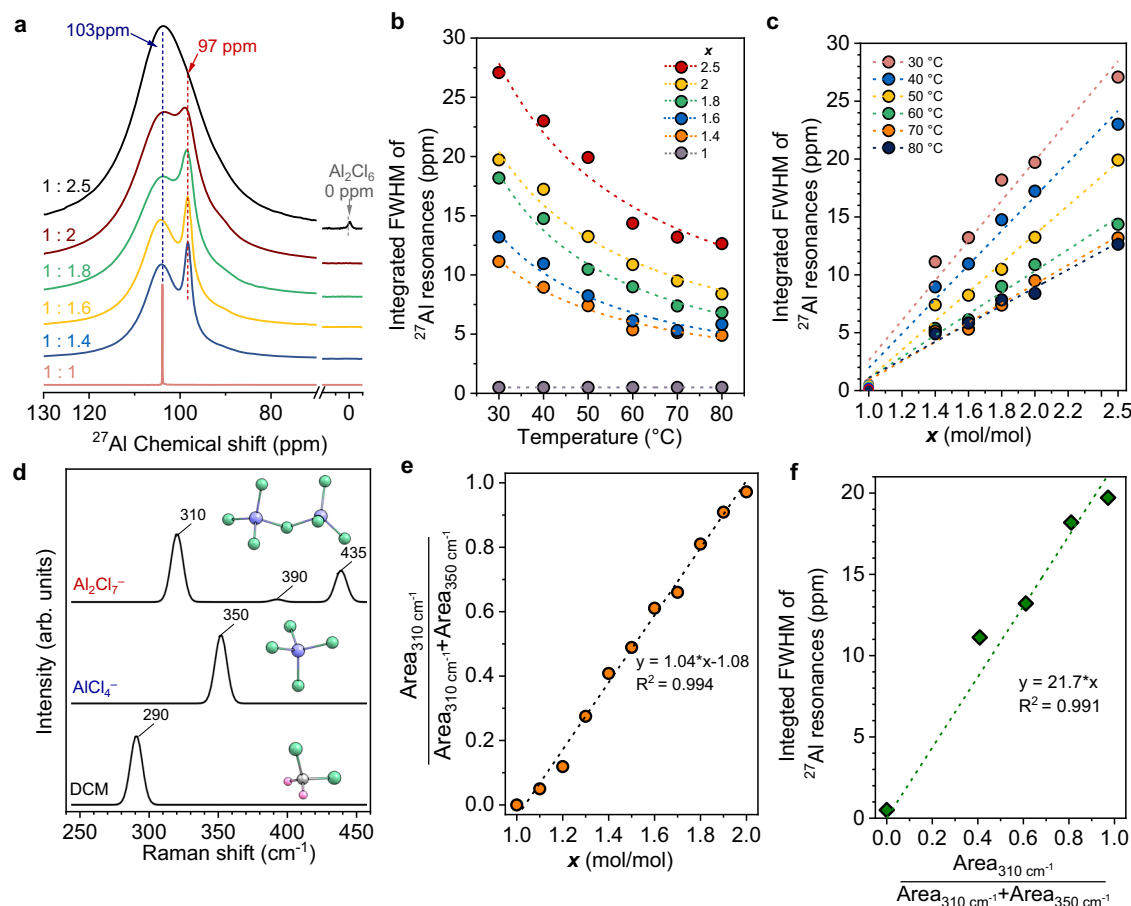 a
103ppm
97 ppm
Al₂Cl₆
0 ppm
1 : 2.5
1 : 2
1 : 1.8
1 : 1.6
1 : 1.4
1 : 1
130 120 100 80 0
²⁷Al Chemical shift (ppm)
b
Integrated FWHM of
²⁷Al resonances (ppm)
30
25
20
15
10
5
0
x
2.5
2
1.8
1.6
1.4
1
30 40 50 60 70 80
Temperature (°C)
c
Integrated FWHM of
²⁷Al resonances (ppm)
30
25
20
15
10
5
0
30 °C
40 °C
50 °C
60 °C
70 °C
80 °C
1.0 1.2 1.4 1.6 1.8 2.0 2.2 2.5
x (mol/mol)
d
Intensity (arb. units)
310
390
435
Al₂Cl₇⁻
350
AlCl₄⁻
290
DCM
250 300 350 400 450
Raman shift (cm⁻¹)
e
Area₃₁₀ cm⁻¹
Area₃₁₀ cm⁻¹+Area₃₅₀ cm⁻¹
1.0
0.8
0.6
0.4
0.2
0.0
y = 1.04*x-1.08
R² = 0.994
1.0 1.2 1.4 1.6 1.8 2.0
x (mol/mol)
f
Integted FWHM of
²⁷Al resonances (ppm)
20
15
10
5
0
y = 21.7*x
R² = 0.991
0.0 0.2 0.4 0.6 0.8 1.0
Area₃₁₀ cm⁻¹
Area₃₁₀ cm⁻¹+Area₃₅₀ cm⁻¹